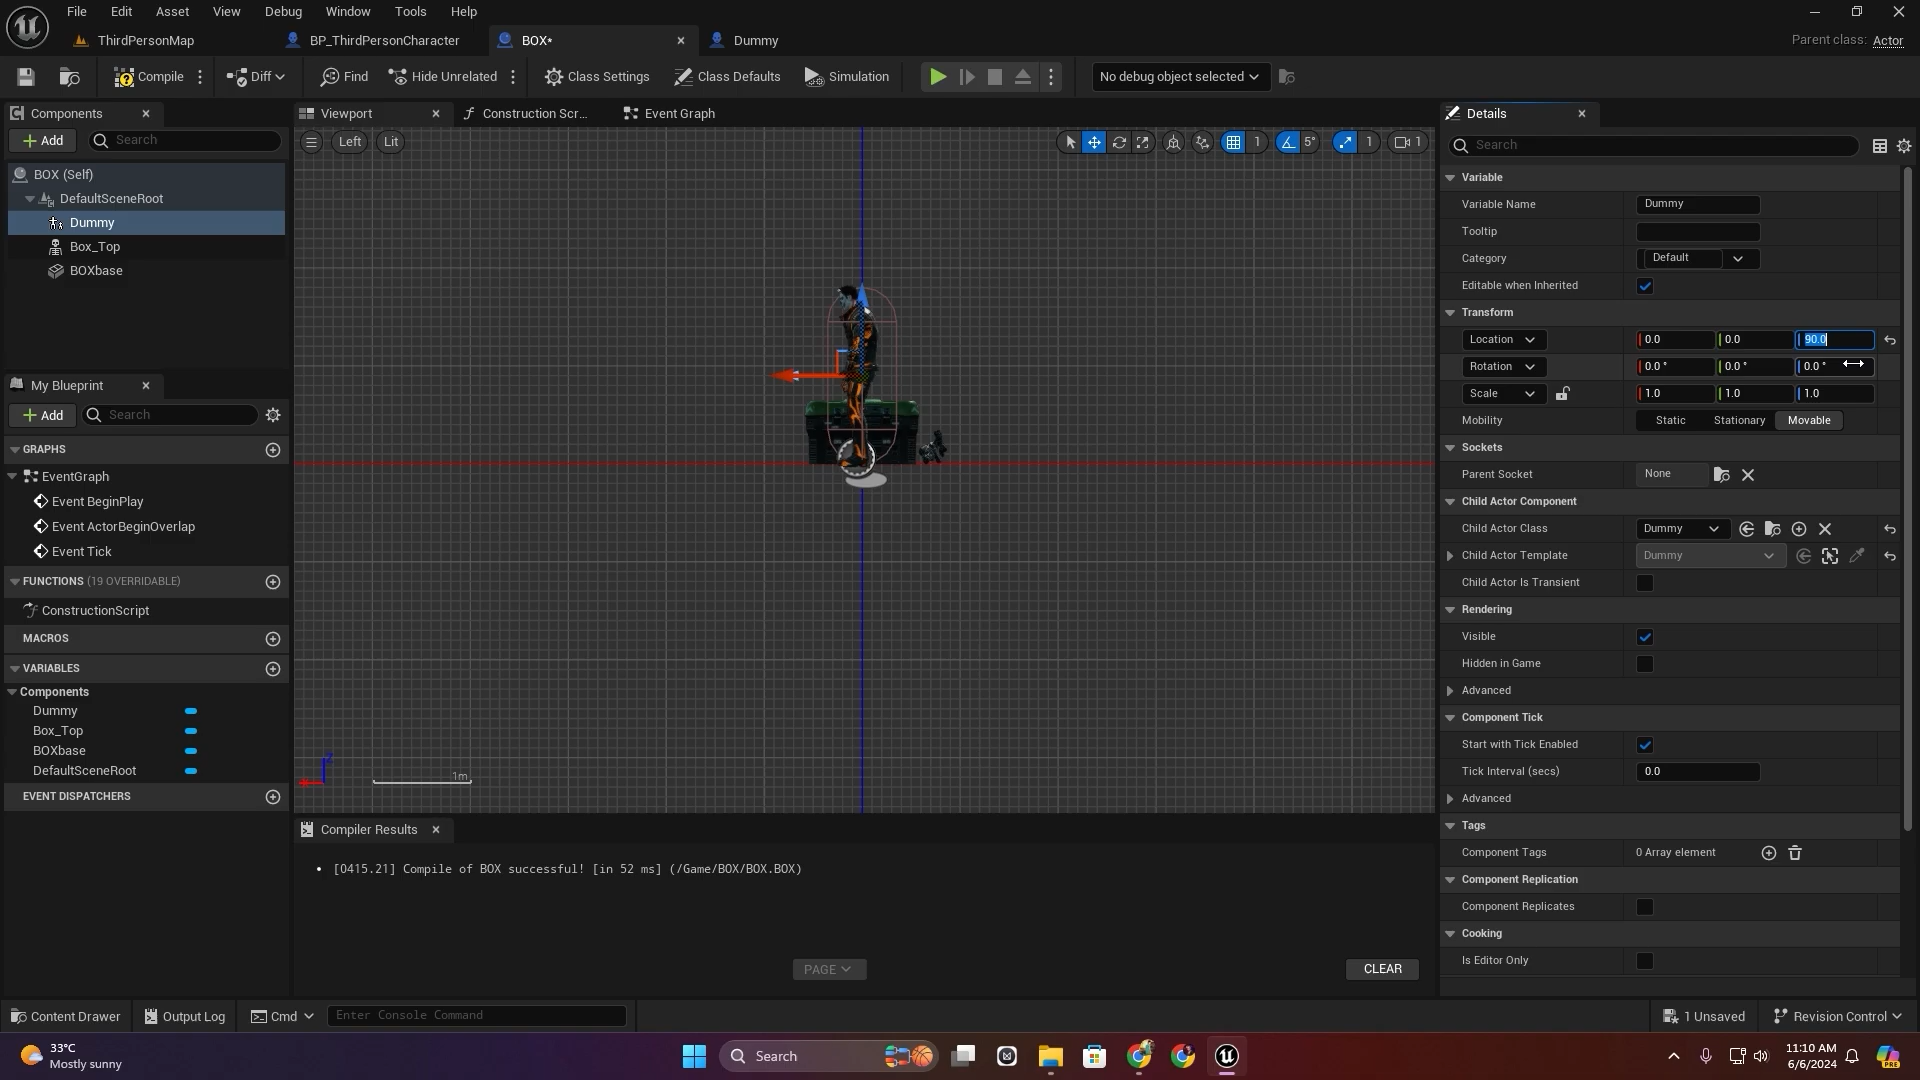 File Edit Asset View Debug Window Tools Help
ThirdPersonMap BP_ThirdPersonCharacter BOX* Dummy Parent class: Actor
Compile Diff Find Hide Unrelated Class Settings Class Defaults Simulation No debug object selected
Components
Add Search
BOX (Self)
DefaultSceneRoot
Dummy
Box_Top
BOXbase
My Blueprint
Add Search
GRAPHS
EventGraph
Event BeginPlay
Event ActorBeginOverlap
Event Tick
FUNCTIONS (19 OVERRIDABLE)
ConstructionScript
MACROS
VARIABLES
Components
Dummy
Box_Top
BOXbase
DefaultSceneRoot
EVENT DISPATCHERS
Viewport Construction Scr... Event Graph
Left Lit 1 5° 1 1
Z
1m
Compiler Results
• [0415.21] Compile of BOX successful! [in 52 ms] (/Game/BOX/BOX.BOX)
PAGE CLEAR
Details
Search
Variable
Variable Name Dummy
Tooltip
Category Default
Editable when Inherited
Transform
Location 0.0 0.0 90.0
Rotation 0.0 ° 0.0 ° 0.0 °
Scale 1.0 1.0 1.0
Mobility Static Stationary Movable
Sockets
Parent Socket None
Child Actor Component
Child Actor Class Dummy
Child Actor Template Dummy
Child Actor Is Transient
Rendering
Visible
Hidden in Game
Advanced
Component Tick
Start with Tick Enabled
Tick Interval (secs) 0.0
Advanced
Tags
Component Tags 0 Array element
Component Replication
Component Replicates
Cooking
Is Editor Only
Content Drawer Output Log Cmd Enter Console Command 1 Unsaved Revision Control
33°C
Mostly sunny
Search
11:10 AM
6/6/2024
PRE